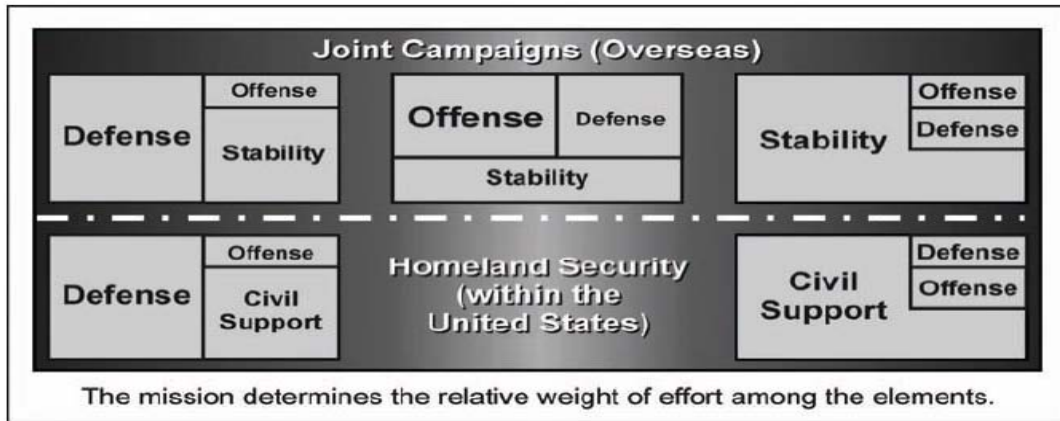 Joint Campaigns (Overseas)
Defense
Offense
Stability
Offense
Defense
Stability
Stability
Offense
Defense
Defense
Offense
Civil
Support
Homeland Security
(within the
United States)
Civil
Support
Defense
Offense
The mission determines the relative weight of effort among the elements.